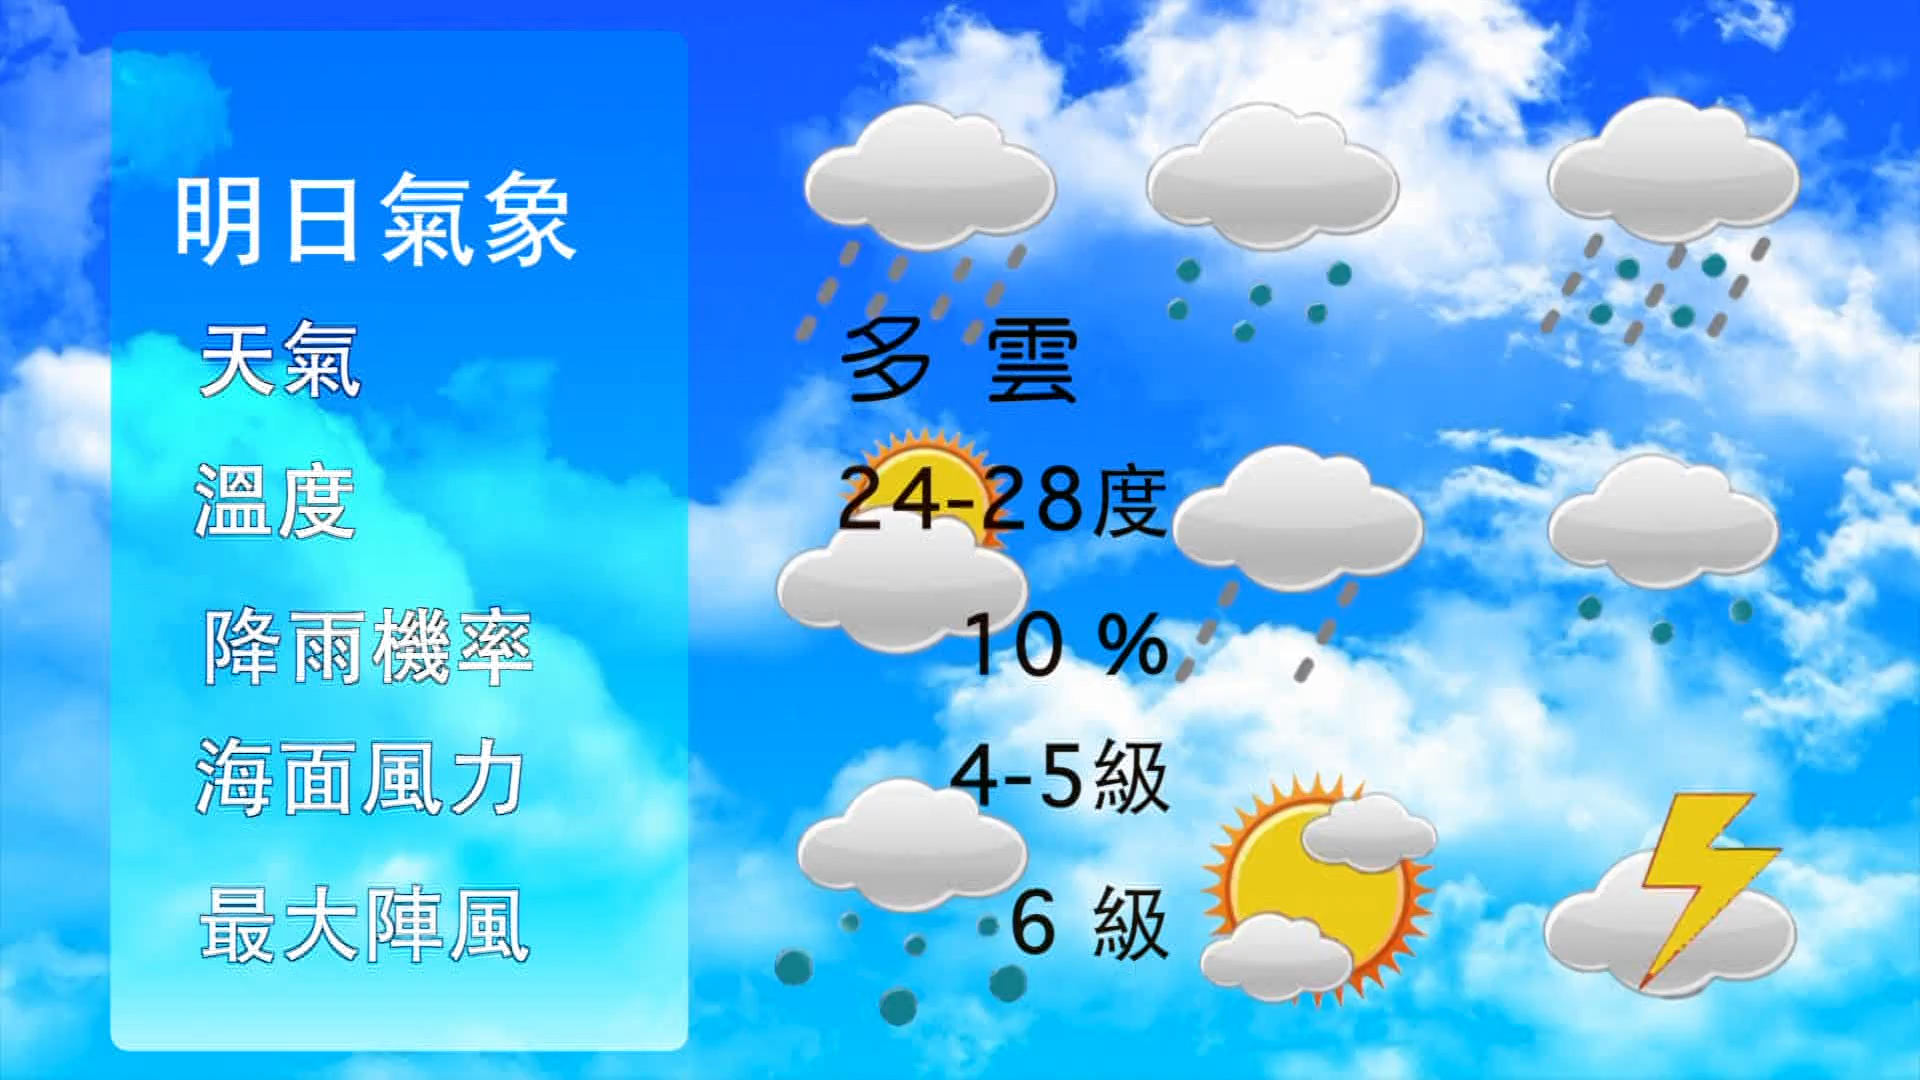 明日氣象
天氣 多 雲
溫度 24-28度
降雨機率 10 %
海面風力 4-5級
最大陣風 6 級